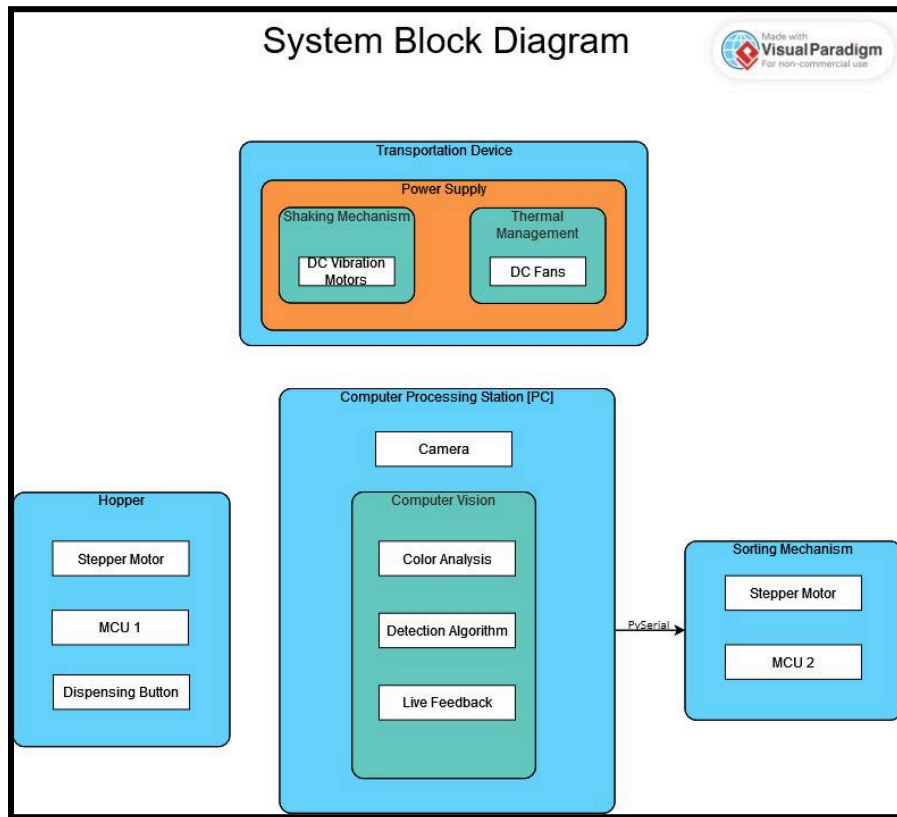 System Block Diagram
Made with
VisualParadigm
For non-commercial use
Transportation Device
Power Supply
Shaking Mechanism
DC Vibration
Motors
Thermal
Management
DC Fans
Computer Processing Station [PC]
Camera
Computer Vision
Color Analysis
Detection Algorithm
Live Feedback
Hopper
Stepper Motor
MCU 1
Dispensing Button
PySerial
Sorting Mechanism
Stepper Motor
MCU 2